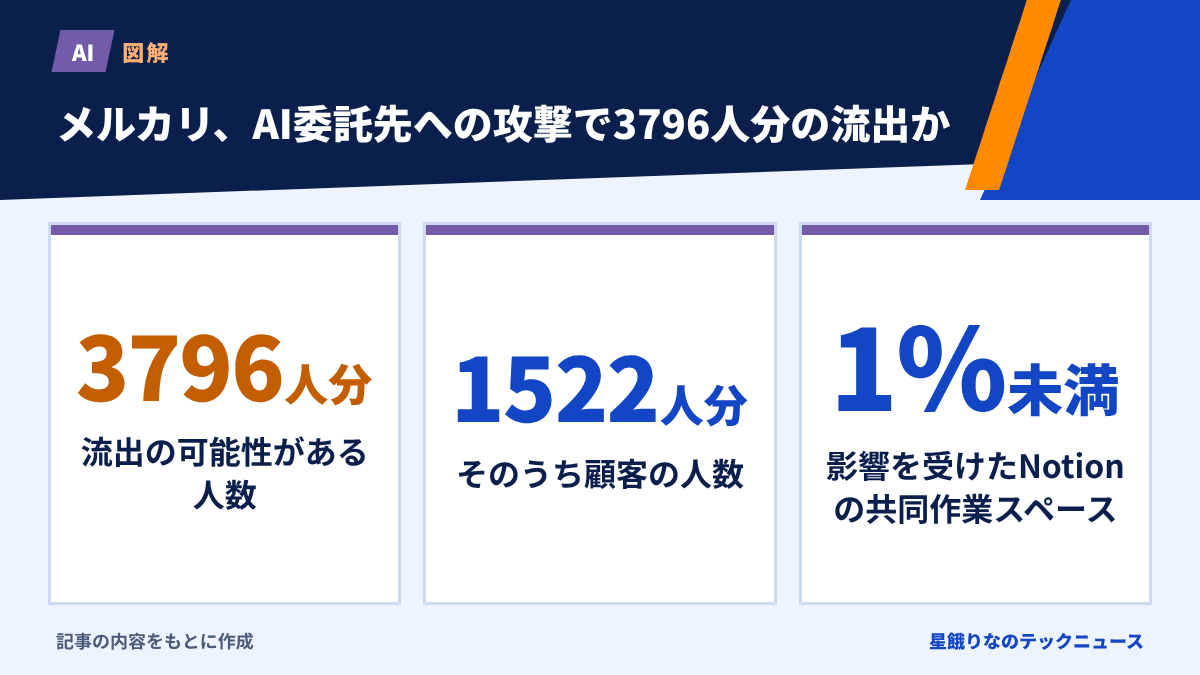 AI 図解
メルカリ、AI委託先への攻撃で3796人分の流出か
3796人分
流出の可能性がある
人数
1522人分
そのうち顧客の人数
1%未満
影響を受けたNotion
の共同作業スペース
記事の内容をもとに作成
星餓りなのテックニュース